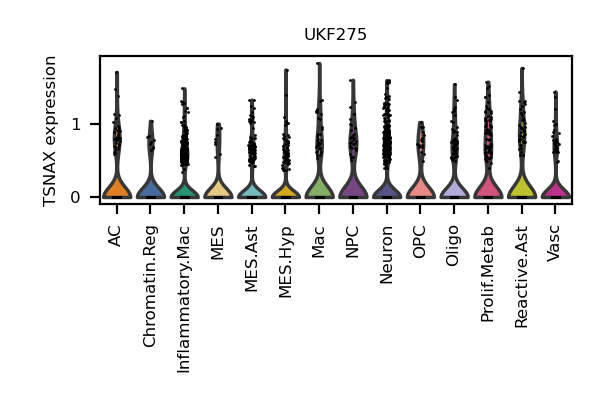 UKF275
TSNAX expression
1
0
AC
Chromatin.Reg
Inflammatory.Mac
MES
MES.Ast
MES.Hyp
Mac
NPC
Neuron
OPC
Oligo
Prolif.Metab
Reactive.Ast
Vasc